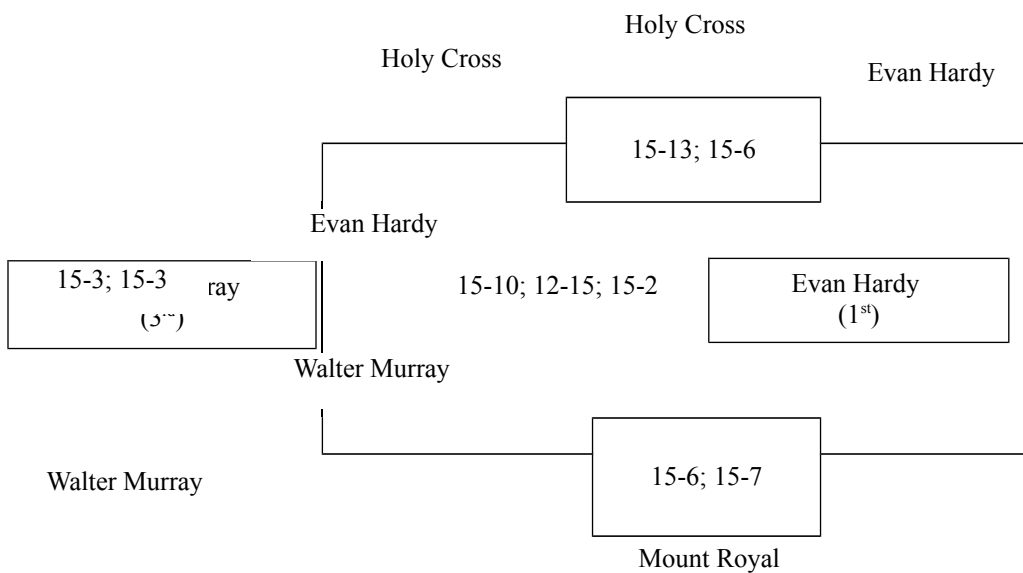 Holy Cross
Holy Cross
Evan Hardy
15-13; 15-6
Evan Hardy
15-3; 15-3
15-10; 12-15; 15-2
Evan Hardy
(1st)
Walter Murray
Walter Murray
15-6; 15-7
Mount Royal